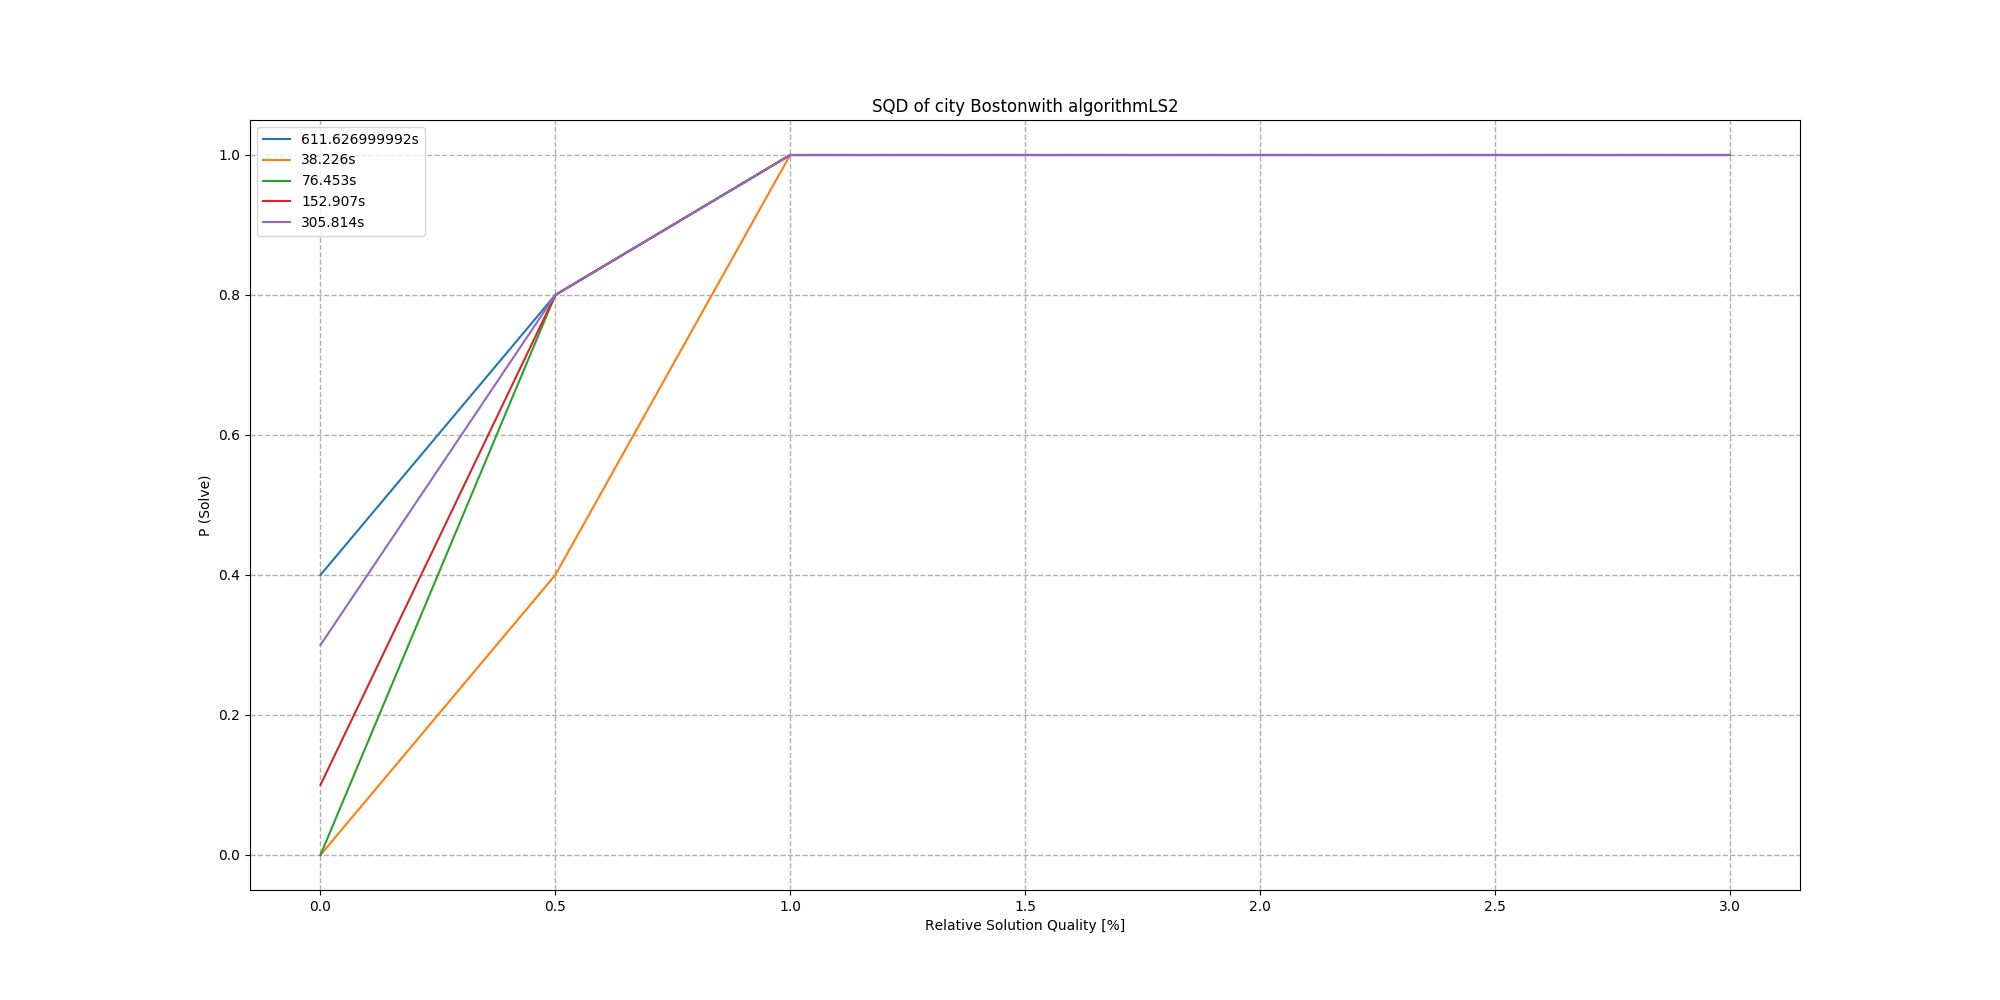 SQD of city Bostonwith algorithmLS2
611.626999992s
38.226s
76.453s
152.907s
305.814s
1.0
0.8
0.6
0.4
0.2
0.0
P (Solve)
0.0 0.5 1.0 1.5 2.0 2.5 3.0
Relative Solution Quality [%]